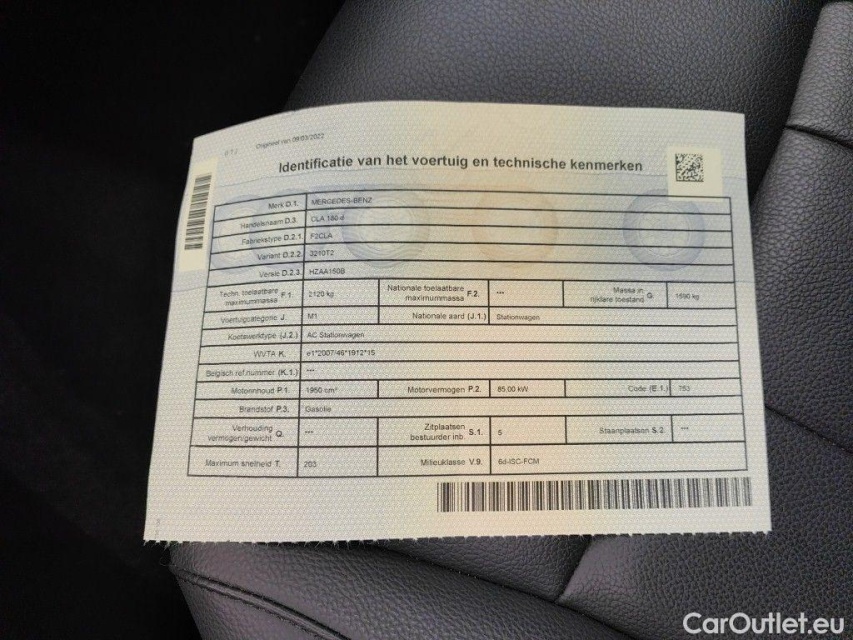 Origineel van 09/03/2022
Identificatie van het voertuig en technische kenmerken
Merk D.1. MERCEDES-BENZ
Handelsnaam D.3. CLA 180 d
Fabriekstype D.2.1. F2CLA
Variant D.2.2. 3210T2
Versie D.2.3. HZAA150B
Techn. toelaatbare maximummassa F.1. 2120 kg Nationale toelaatbare maximummassa F.2. --- Massa in rijklare toestand G. 1590 kg
Voertuigcategorie J. M1 Nationale aard (J.1.) Stationwagen
Koetswerktype (J.2.) AC Stationwagen
WVTA K. e1*2007/46*1912*15
Belgisch ref.nummer (K.1.) ---
Motorinhoud P.1. 1950 cm³ Motorvermogen P.2. 85,00 kW Code (E.1.) 753
Brandstof P.3. Gasolie
Verhouding vermogen/gewicht Q. --- Zitplaatsen bestuurder inb. S.1. 5 Staanplaatsen S.2. ---
Maximum snelheid T. 203 Milieuklasse V.9. 6d-ISC-FCM
CarOutlet.eu